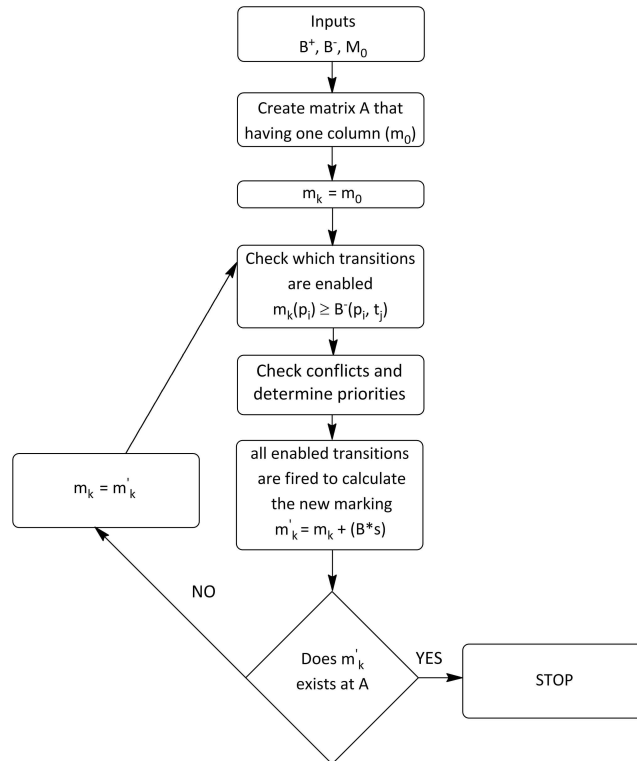 Inputs
B⁺, B⁻, M₀
Create matrix A that
having one column (m₀)
mₖ = m₀
Check which transitions
are enabled
mₖ(pᵢ) ≥ B⁻(pᵢ, tⱼ)
Check conflicts and
determine priorities
all enabled transitions
are fired to calculate
the new marking
m'ₖ = mₖ + (B*s)
mₖ = m'ₖ
NO
Does m'ₖ
exists at A
YES
STOP